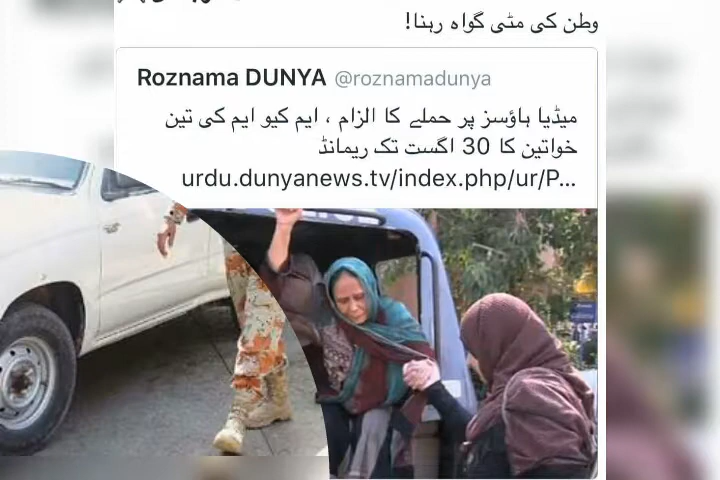 وطن کی مٹی گواہ رہنا!
Roznama DUNYA @roznamadunya
میڈیا ہاؤسز پر حملے کا الزام ، ایم کیو ایم کی تین
خواتین کا 30 اگست تک ریمانڈ
urdu.dunyanews.tv/index.php/ur/P...